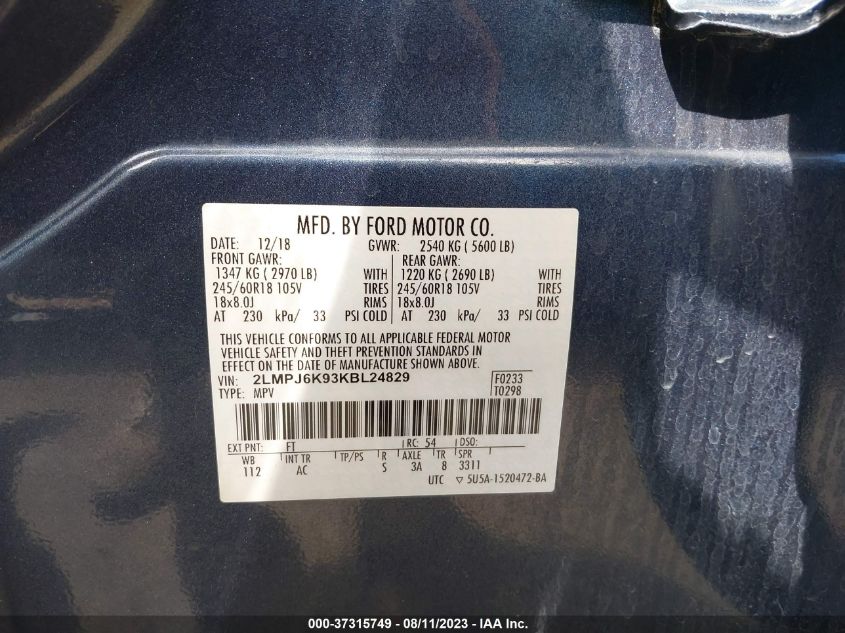 MFD. BY FORD MOTOR CO.
DATE: 12/18 GVWR: 2540 KG ( 5600 LB)
FRONT GAWR: REAR GAWR:
1347 KG ( 2970 LB) WITH 1220 KG ( 2690 LB) WITH
245/60R18 105V TIRES 245/60R18 105V TIRES
18x8.0J RIMS 18x8.0J RIMS
AT 230 kPa/ 33 PSI COLD AT 230 kPa/ 33 PSI COLD
THIS VEHICLE CONFORMS TO ALL APPLICABLE FEDERAL MOTOR
VEHICLE SAFETY AND THEFT PREVENTION STANDARDS IN
EFFECT ON THE DATE OF MANUFACTURE SHOWN ABOVE.
VIN: 2LMPJ6K93KBL24829 F0233
TYPE: MPV T0298
EXT PNT: FT RC: 54 DSO:
WB INT TR TP/PS R AXLE TR SPR
112 AC S 3A 8 3311
UTC ▽ 5U5A-1520472-BA
000-37315749 - 08/11/2023 - IAA Inc.